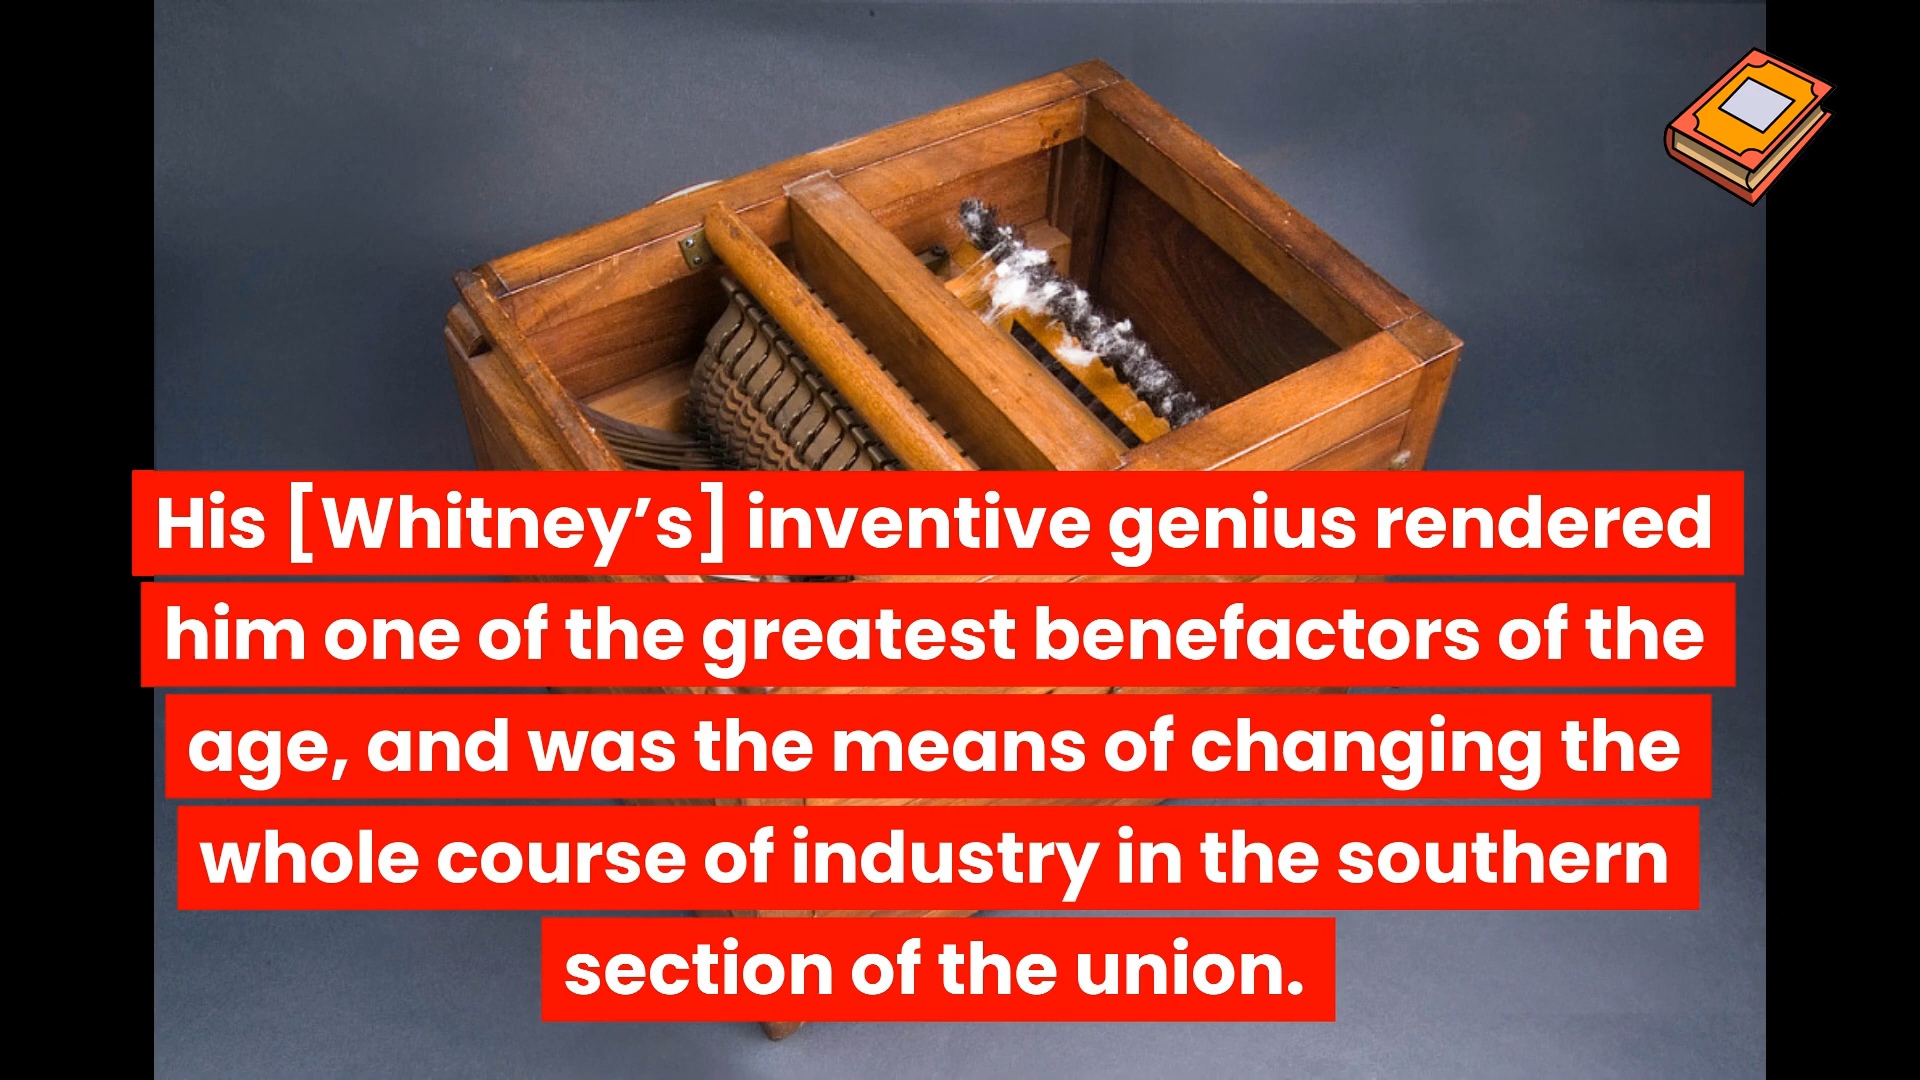 His [Whitney’s] inventive genius rendered
him one of the greatest benefactors of the
age, and was the means of changing the
whole course of industry in the southern
section of the union.